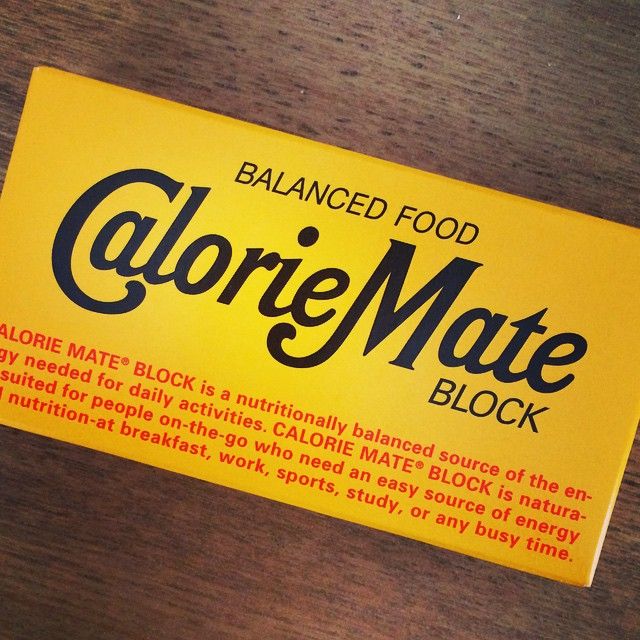 BALANCED FOOD
CalorieMate
BLOCK
CALORIE MATE® BLOCK is a nutritionally balanced source of the en-
gy needed for daily activities. CALORIE MATE® BLOCK is natura-
suited for people on-the-go who need an easy source of energy
nutrition-at breakfast, work, sports, study, or any busy time.